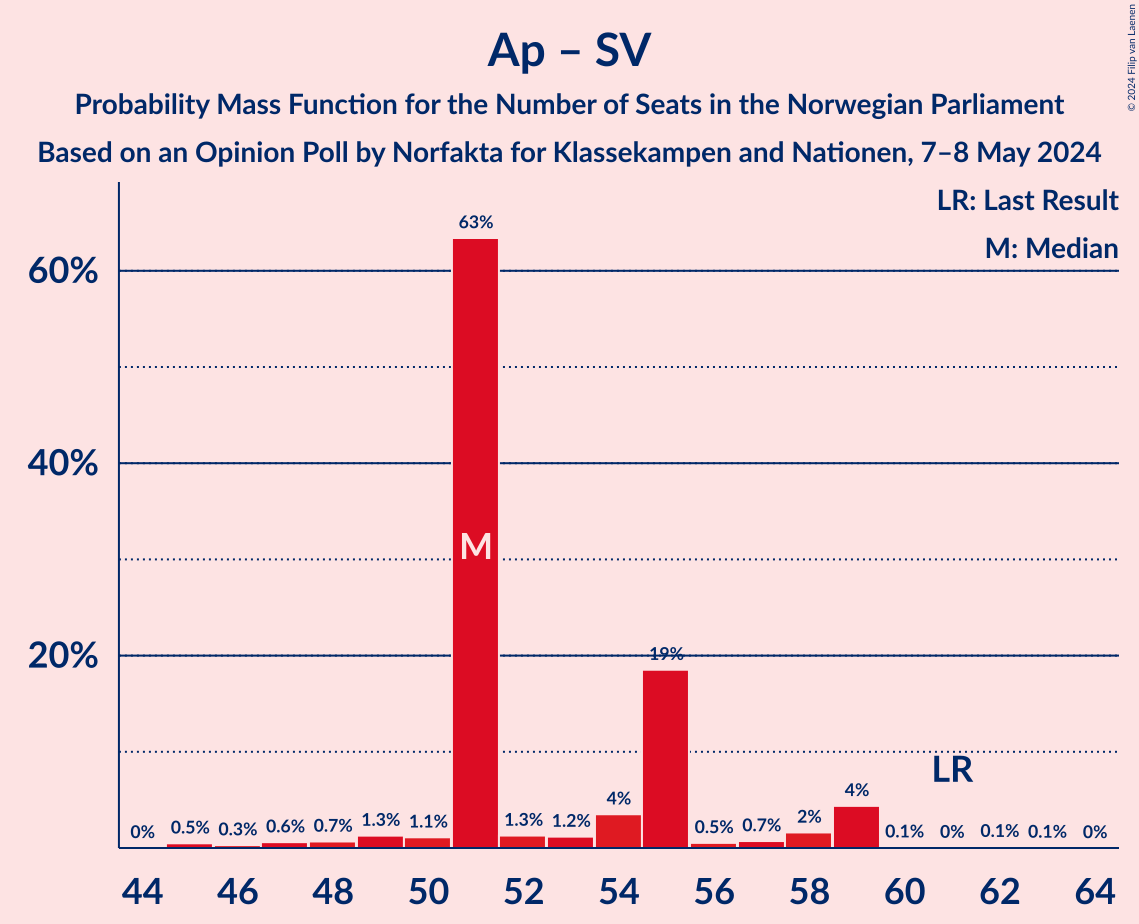 Ap – SV
Probability Mass Function for the Number of Seats in the Norwegian Parliament
Based on an Opinion Poll by Norfakta for Klassekampen and Nationen, 7–8 May 2024
© 2024 Filip van Laenen
LR: Last Result
M: Median
60%
40%
20%
0% 0.5% 0.3% 0.6% 0.7% 1.3% 1.1% 63% 1.3% 1.2% 4% 19% 0.5% 0.7% 2% 4% 0.1% 0% 0.1% 0.1% 0%
M
LR
44 46 48 50 52 54 56 58 60 62 64